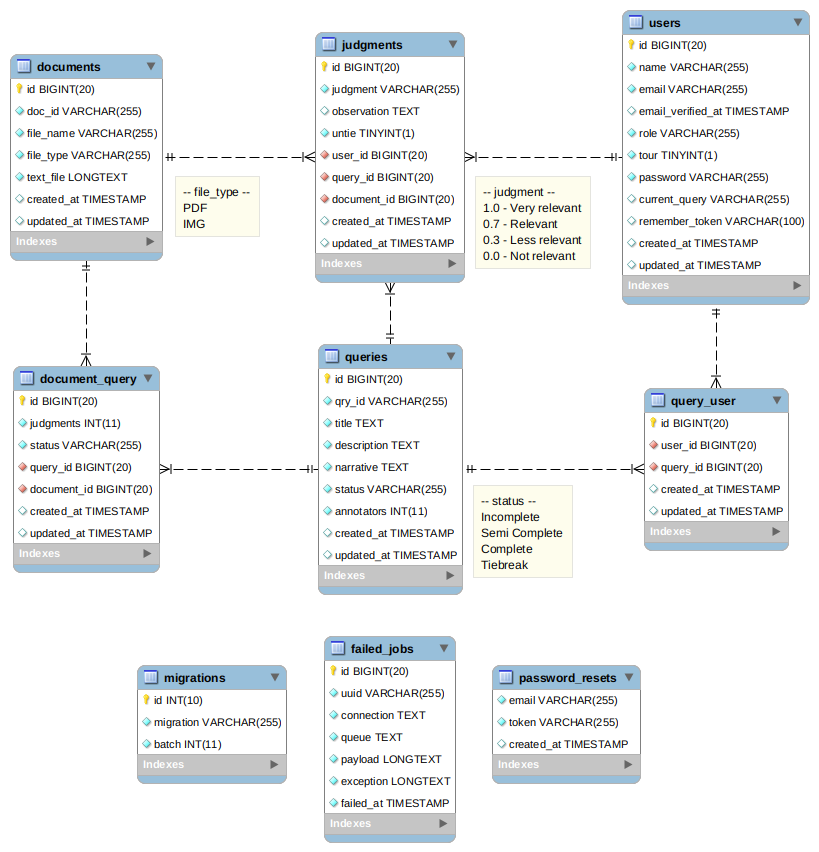 documents
id BIGINT(20)
doc_id VARCHAR(255)
file_name VARCHAR(255)
file_type VARCHAR(255)
text_file LONGTEXT
created_at TIMESTAMP
updated_at TIMESTAMP
Indexes
-- file_type --
PDF
IMG
judgments
id BIGINT(20)
judgment VARCHAR(255)
observation TEXT
untie TINYINT(1)
user_id BIGINT(20)
query_id BIGINT(20)
document_id BIGINT(20)
created_at TIMESTAMP
updated_at TIMESTAMP
Indexes
-- judgment --
1.0 - Very relevant
0.7 - Relevant
0.3 - Less relevant
0.0 - Not relevant
users
id BIGINT(20)
name VARCHAR(255)
email VARCHAR(255)
email_verified_at TIMESTAMP
role VARCHAR(255)
tour TINYINT(1)
password VARCHAR(255)
current_query VARCHAR(255)
remember_token VARCHAR(100)
created_at TIMESTAMP
updated_at TIMESTAMP
Indexes
document_query
id BIGINT(20)
judgments INT(11)
status VARCHAR(255)
query_id BIGINT(20)
document_id BIGINT(20)
created_at TIMESTAMP
updated_at TIMESTAMP
Indexes
queries
id BIGINT(20)
qry_id VARCHAR(255)
title TEXT
description TEXT
narrative TEXT
status VARCHAR(255)
annotators INT(11)
created_at TIMESTAMP
updated_at TIMESTAMP
Indexes
-- status --
Incomplete
Semi Complete
Complete
Tiebreak
query_user
id BIGINT(20)
user_id BIGINT(20)
query_id BIGINT(20)
created_at TIMESTAMP
updated_at TIMESTAMP
Indexes
migrations
id INT(10)
migration VARCHAR(255)
batch INT(11)
Indexes
failed_jobs
id BIGINT(20)
uuid VARCHAR(255)
connection TEXT
queue TEXT
payload LONGTEXT
exception LONGTEXT
failed_at TIMESTAMP
Indexes
password_resets
email VARCHAR(255)
token VARCHAR(255)
created_at TIMESTAMP
Indexes